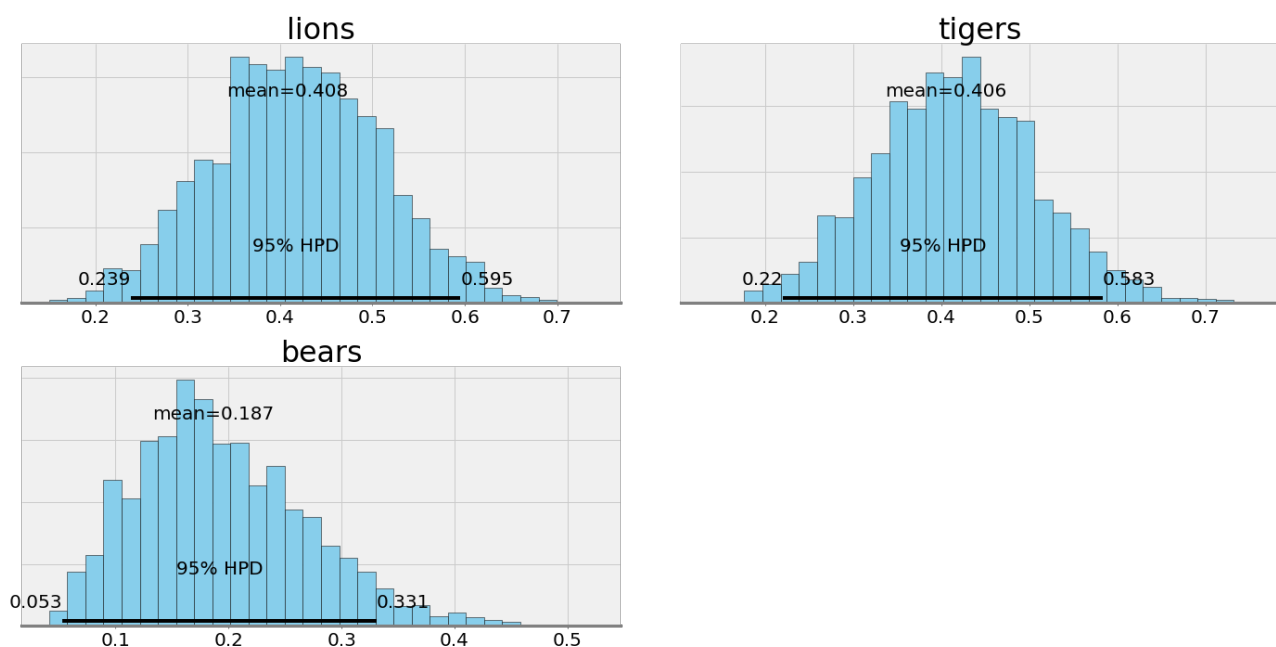 lions
mean=0.408
95% HPD
0.239 0.595
0.2 0.3 0.4 0.5 0.6 0.7
tigers
mean=0.406
95% HPD
0.22 0.583
0.2 0.3 0.4 0.5 0.6 0.7
bears
mean=0.187
95% HPD
0.053 0.331
0.1 0.2 0.3 0.4 0.5